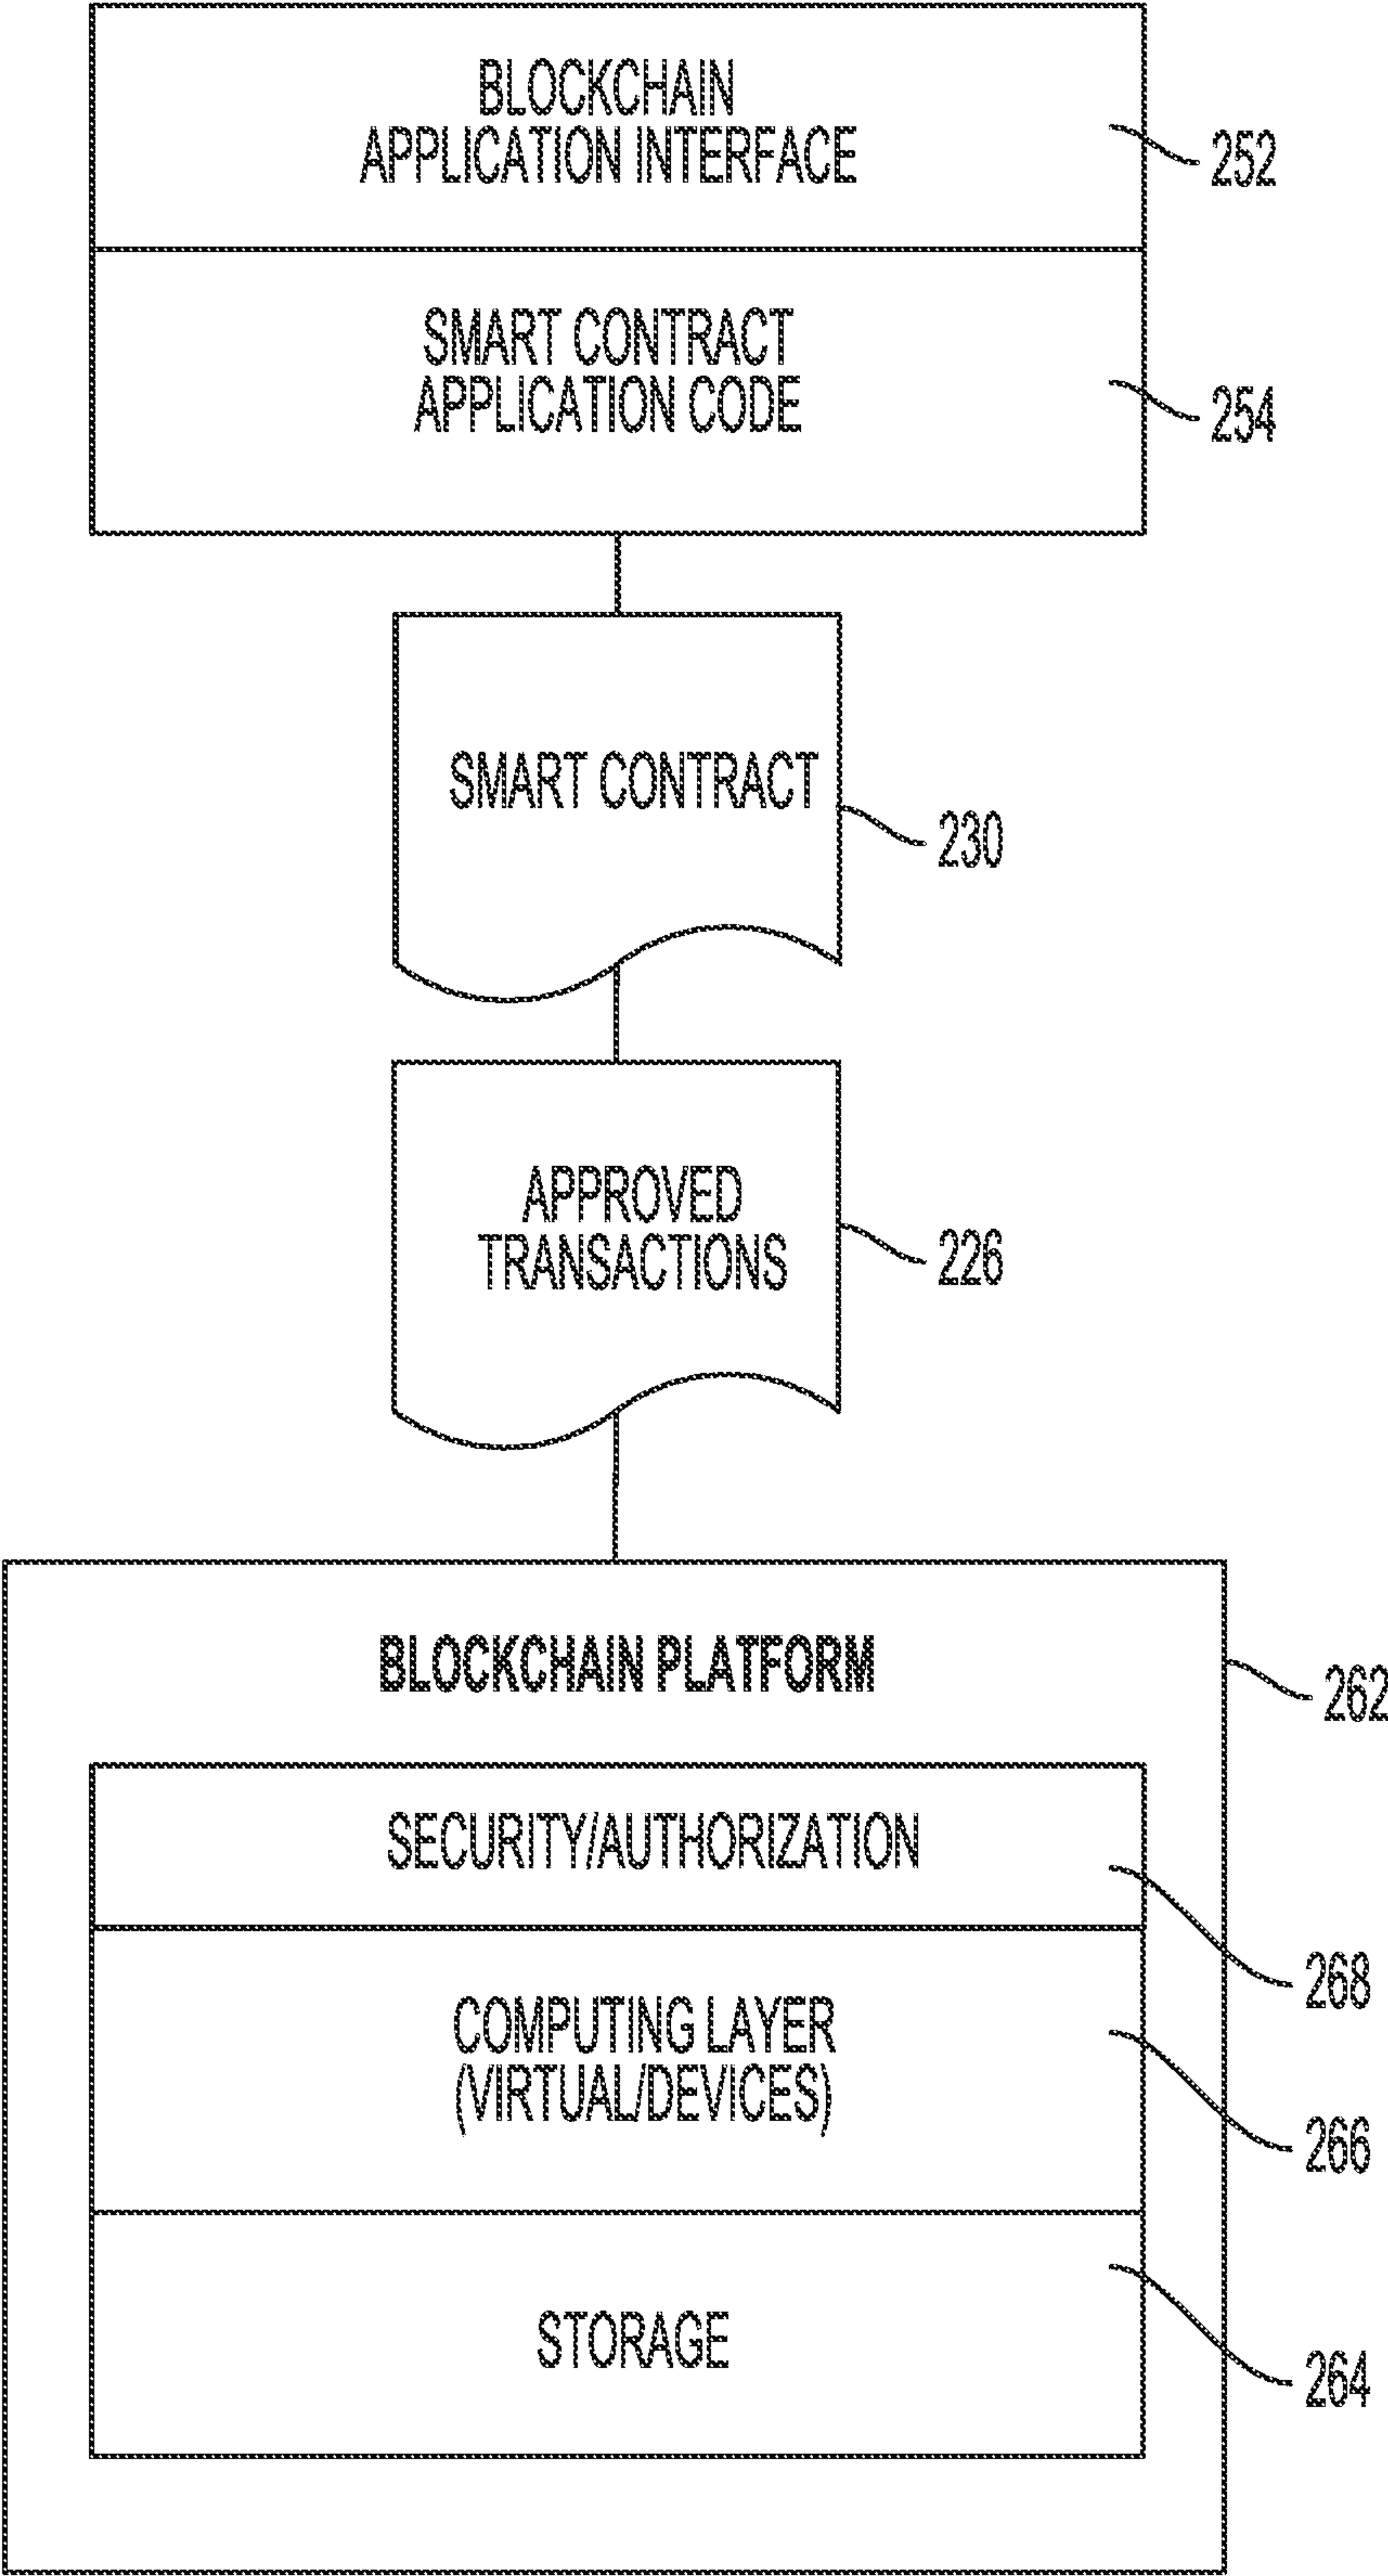 BLOCKCHAIN
APPLICATION INTERFACE
252
SMART CONTRACT
APPLICATION CODE
254
SMART CONTRACT
230
APPROVED
TRANSACTIONS
226
BLOCKCHAIN PLATFORM
262
SECURITY/AUTHORIZATION
268
COMPUTING LAYER
(VIRTUAL/DEVICES)
266
STORAGE
264